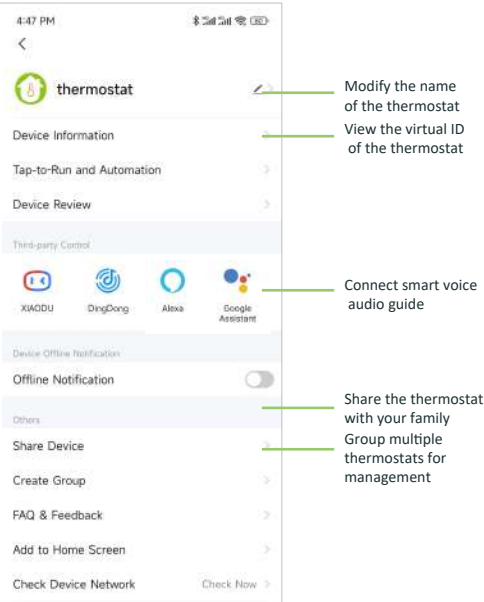 4:47 PM
thermostat
Modify the name
of the thermostat
Device Information
View the virtual ID
of the thermostat
Tap-to-Run and Automation
Device Review
Third-party Control
XIAODU
DingDong
Alexa
Google
Assistant
Connect smart voice
audio guide
Device Offline Notification
Offline Notification
Others
Share the thermostat
with your family
Share Device
Group multiple
thermostats for
management
Create Group
FAQ & Feedback
Add to Home Screen
Check Device Network
Check Now